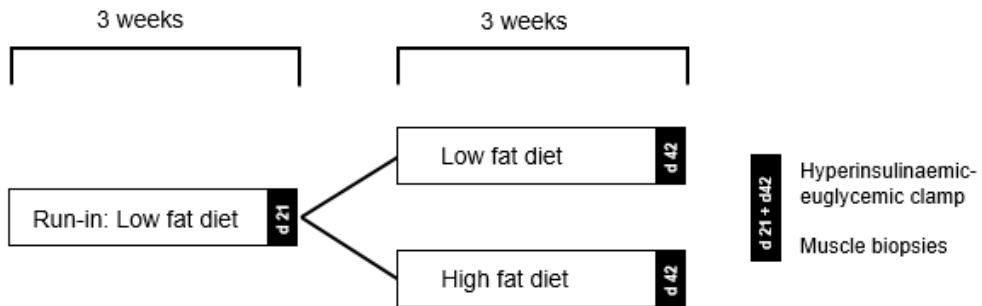 3 weeks
3 weeks
Run-in: Low fat diet
d 21
Low fat diet
d 42
High fat diet
d 42
d 21 + d42
Hyperinsulinaemic-
euglycemic clamp
Muscle biopsies